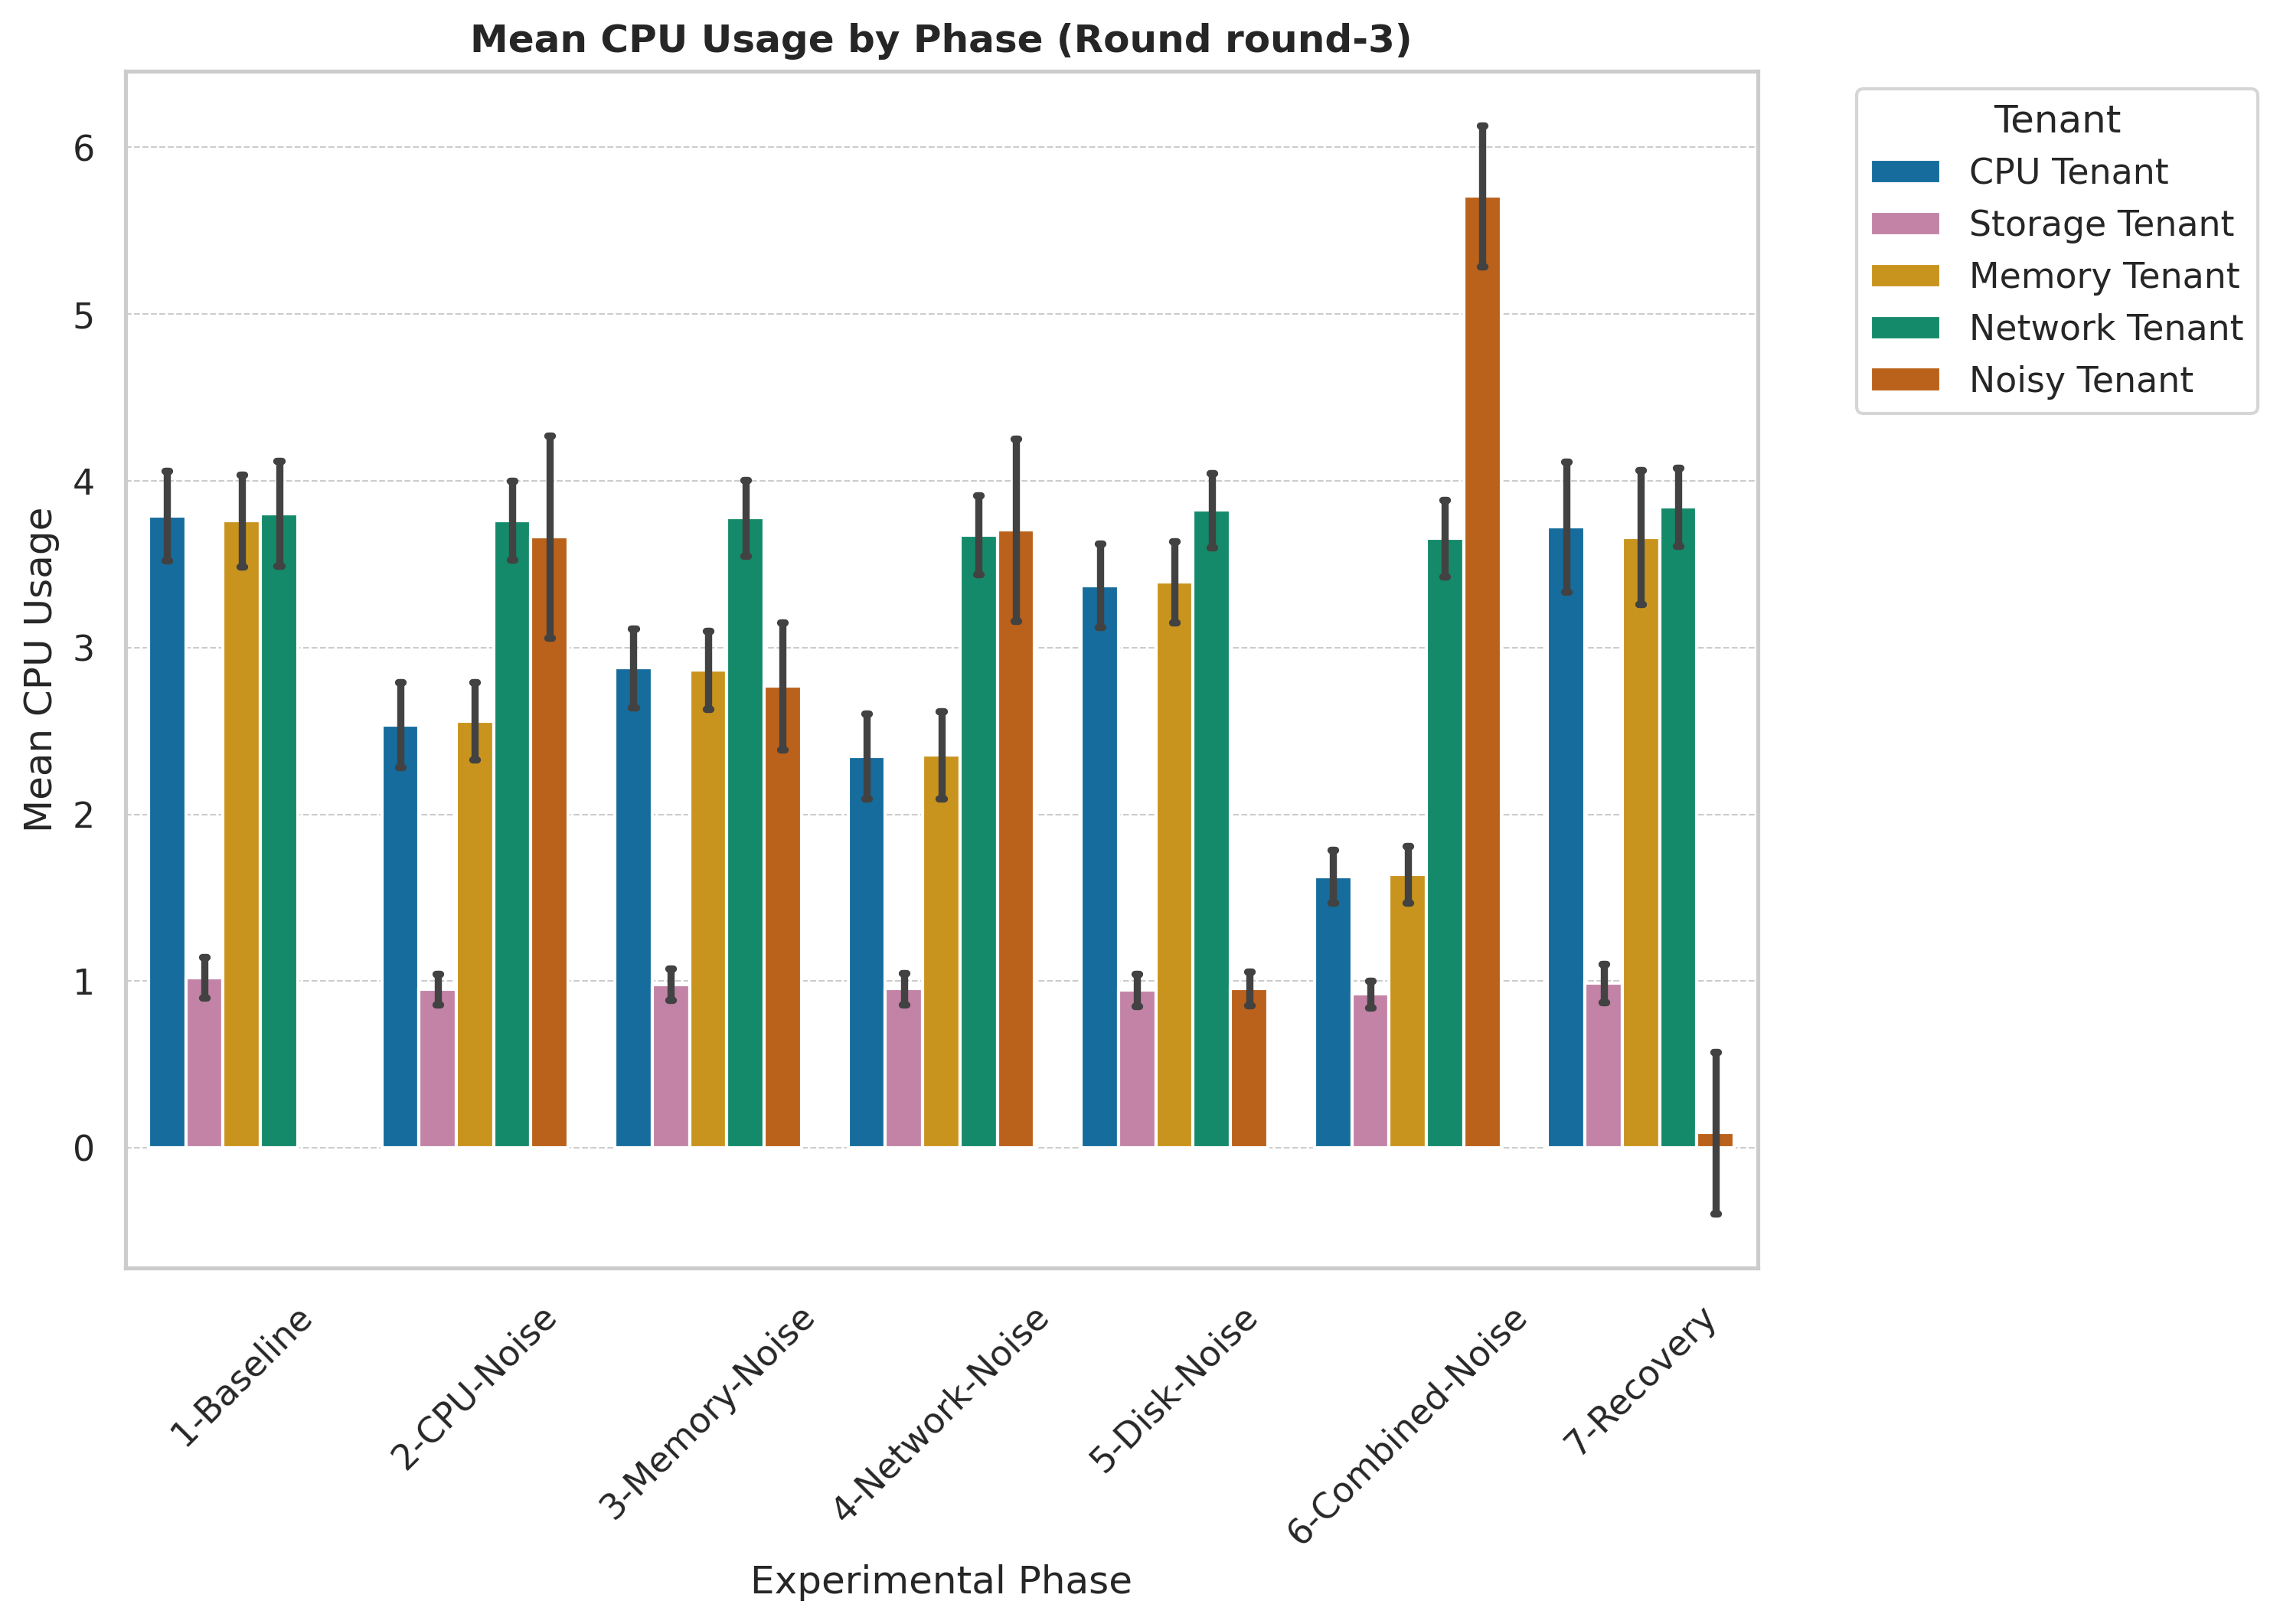 Mean CPU Usage by Phase (Round round-3)
Mean CPU Usage
6
5
4
3
2
1
0
1-Baseline
2-CPU-Noise
3-Memory-Noise
4-Network-Noise
5-Disk-Noise
6-Combined-Noise
7-Recovery
Experimental Phase
Tenant
CPU Tenant
Storage Tenant
Memory Tenant
Network Tenant
Noisy Tenant